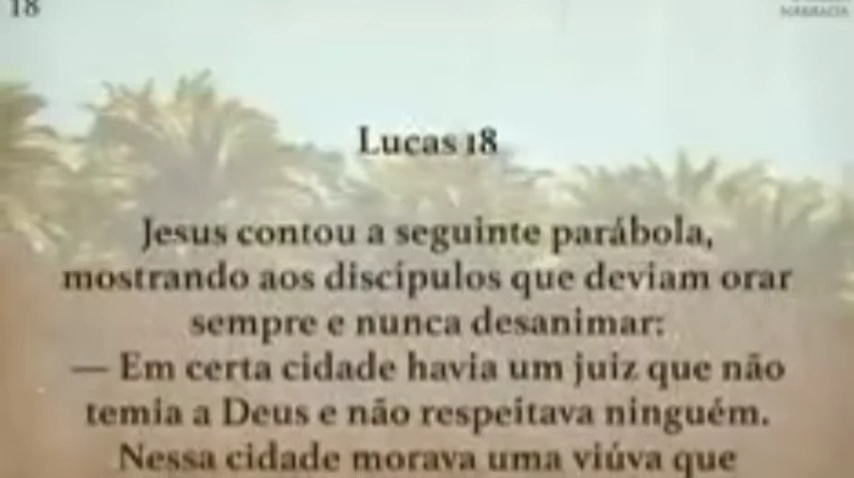 18
Lucas 18
Jesus contou a seguinte parábola,
mostrando aos discípulos que deviam orar
sempre e nunca desanimar:
— Em certa cidade havia um juiz que não
temia a Deus e não respeitava ninguém.
Nessa cidade morava uma viúva que